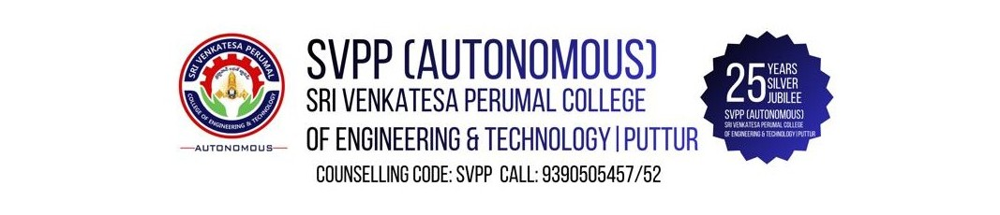 SRI VENKATESA PERUMAL
COLLEGE OF ENGINEERING & TECHNOLOGY
AUTONOMOUS
SVPP (AUTONOMOUS)
SRI VENKATESA PERUMAL COLLEGE
OF ENGINEERING & TECHNOLOGY|PUTTUR
COUNSELLING CODE: SVPP CALL: 9390505457/52
25 YEARS
SILVER
JUBILEE
SVPP (AUTONOMOUS)
SRI VENKATESA PERUMAL COLLEGE
OF ENGINEERING & TECHNOLOGY|PUTTUR